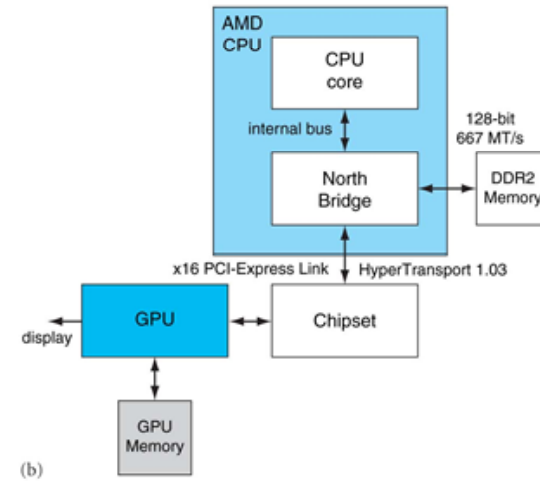 AMD
CPU
CPU
core
internal bus
128-bit
667 MT/s
North
Bridge
DDR2
Memory
x16 PCI-Express Link
HyperTransport 1.03
GPU
Chipset
display
GPU
Memory
(b)